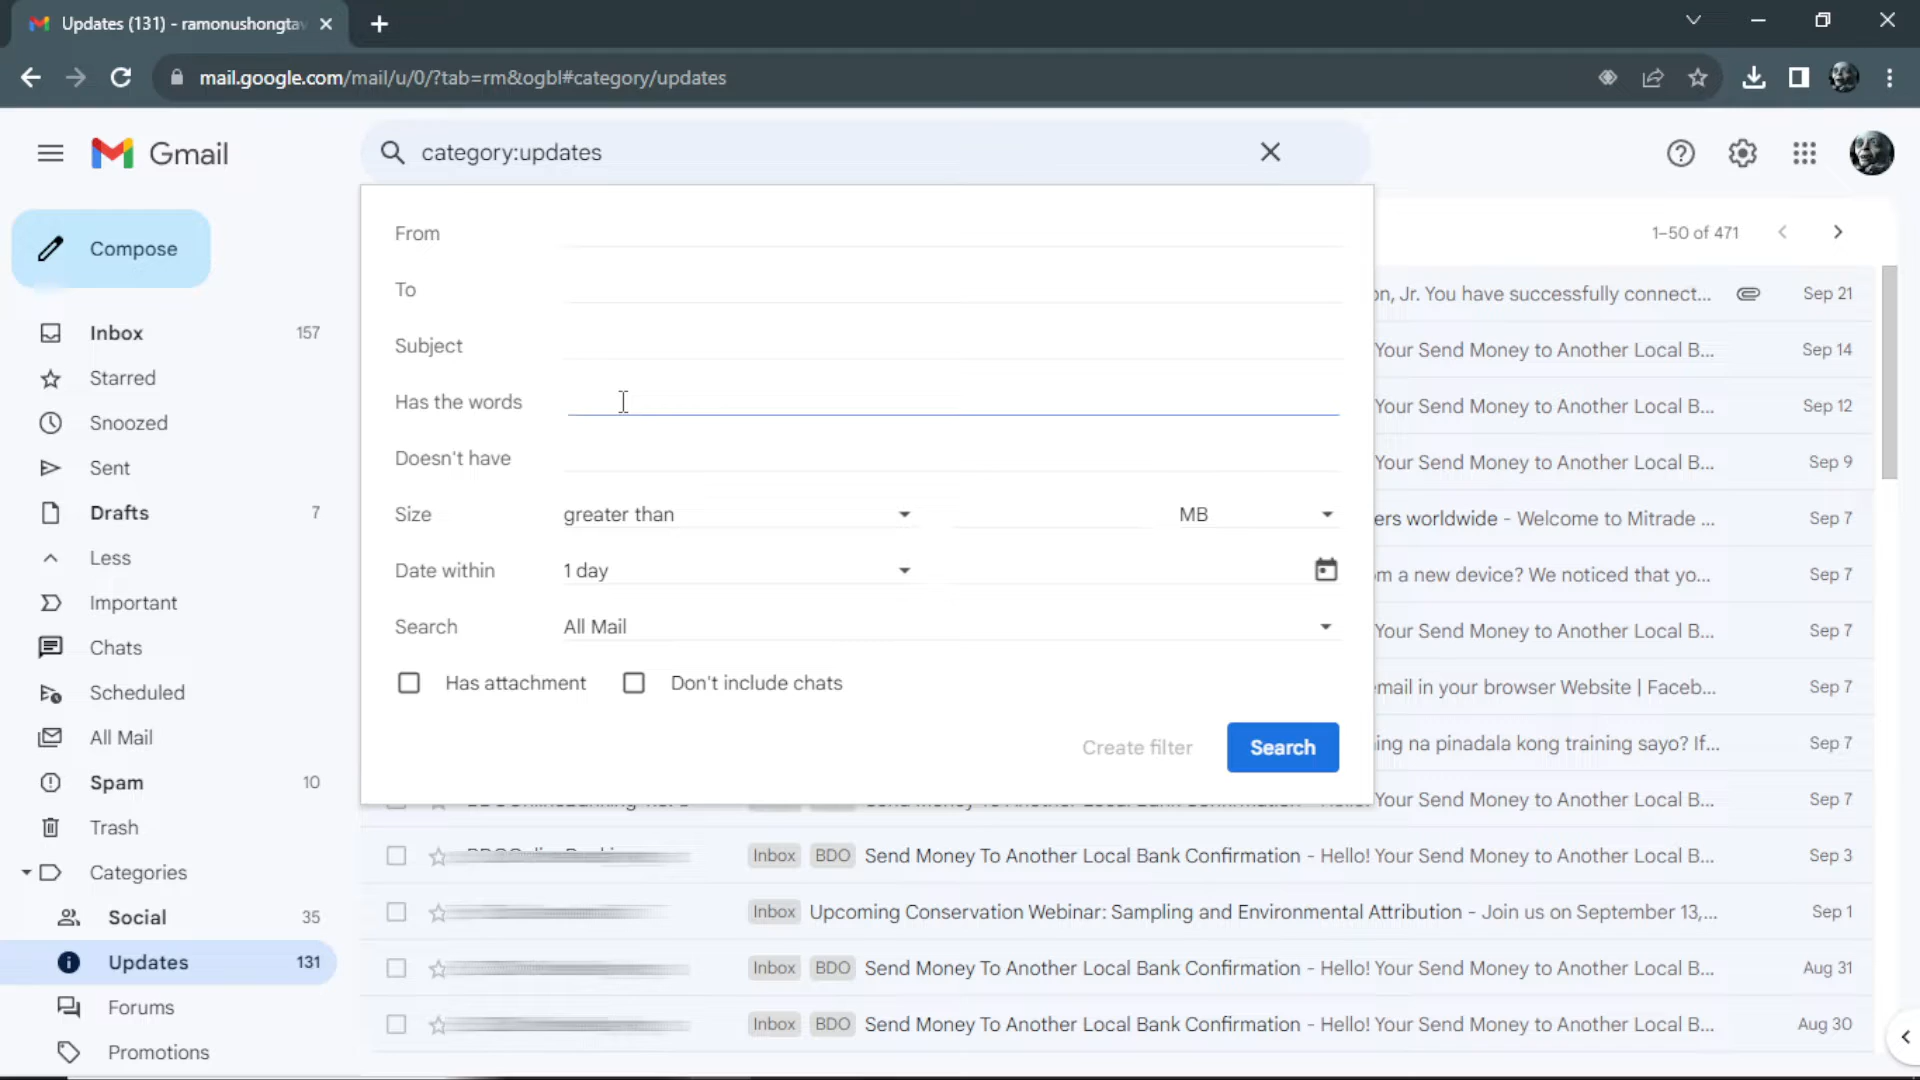 Updates (131) - ramonushongtav
mail.google.com/mail/u/0/?tab=rm&ogbl#category/updates
Gmail
category:updates
Compose
1–50 of 471
Inbox 157
Starred
Snoozed
Sent
Drafts 7
Less
Important
Chats
Scheduled
All Mail
Spam 10
Trash
Categories
Social 35
Updates 131
Forums
Promotions
From
To
Subject
Has the words
Doesn't have
Size greater than MB
Date within 1 day
Search All Mail
Has attachment Don't include chats
Create filter Search
on, Jr. You have successfully connect... Sep 21
Your Send Money to Another Local B... Sep 14
Your Send Money to Another Local B... Sep 12
Your Send Money to Another Local B... Sep 9
ers worldwide - Welcome to Mitrade ... Sep 7
m a new device? We noticed that yo... Sep 7
Your Send Money to Another Local B... Sep 7
email in your browser Website | Faceb... Sep 7
ing na pinadala kong training sayo? If... Sep 7
Your Send Money to Another Local B... Sep 7
Inbox BDO Send Money To Another Local Bank Confirmation - Hello! Your Send Money to Another Local B... Sep 3
Inbox Upcoming Conservation Webinar: Sampling and Environmental Attribution - Join us on September 13,... Sep 1
Inbox BDO Send Money To Another Local Bank Confirmation - Hello! Your Send Money to Another Local B... Aug 31
Inbox BDO Send Money To Another Local Bank Confirmation - Hello! Your Send Money to Another Local B... Aug 30